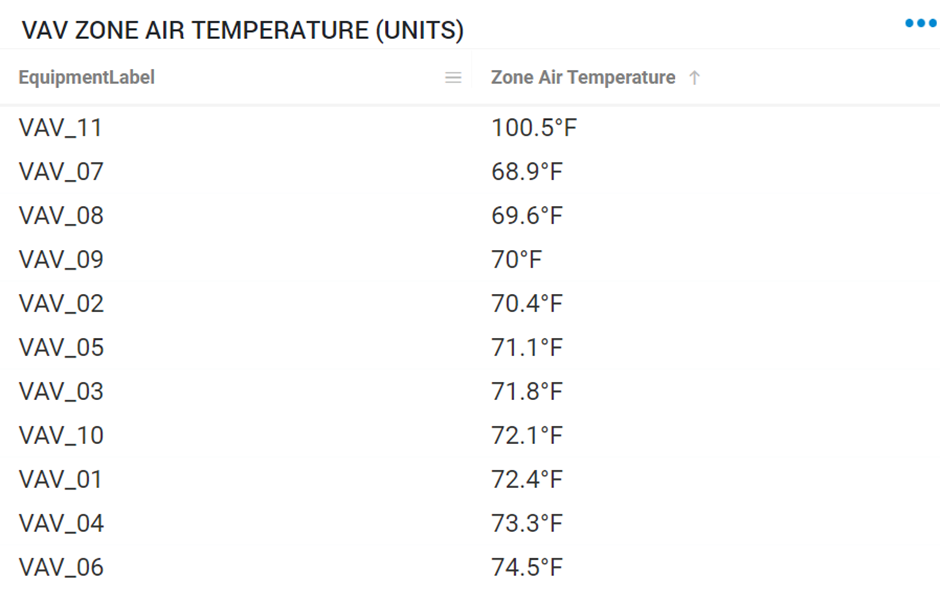 VAV ZONE AIR TEMPERATURE (UNITS)
EquipmentLabel Zone Air Temperature
VAV_11 100.5°F
VAV_07 68.9°F
VAV_08 69.6°F
VAV_09 70°F
VAV_02 70.4°F
VAV_05 71.1°F
VAV_03 71.8°F
VAV_10 72.1°F
VAV_01 72.4°F
VAV_04 73.3°F
VAV_06 74.5°F